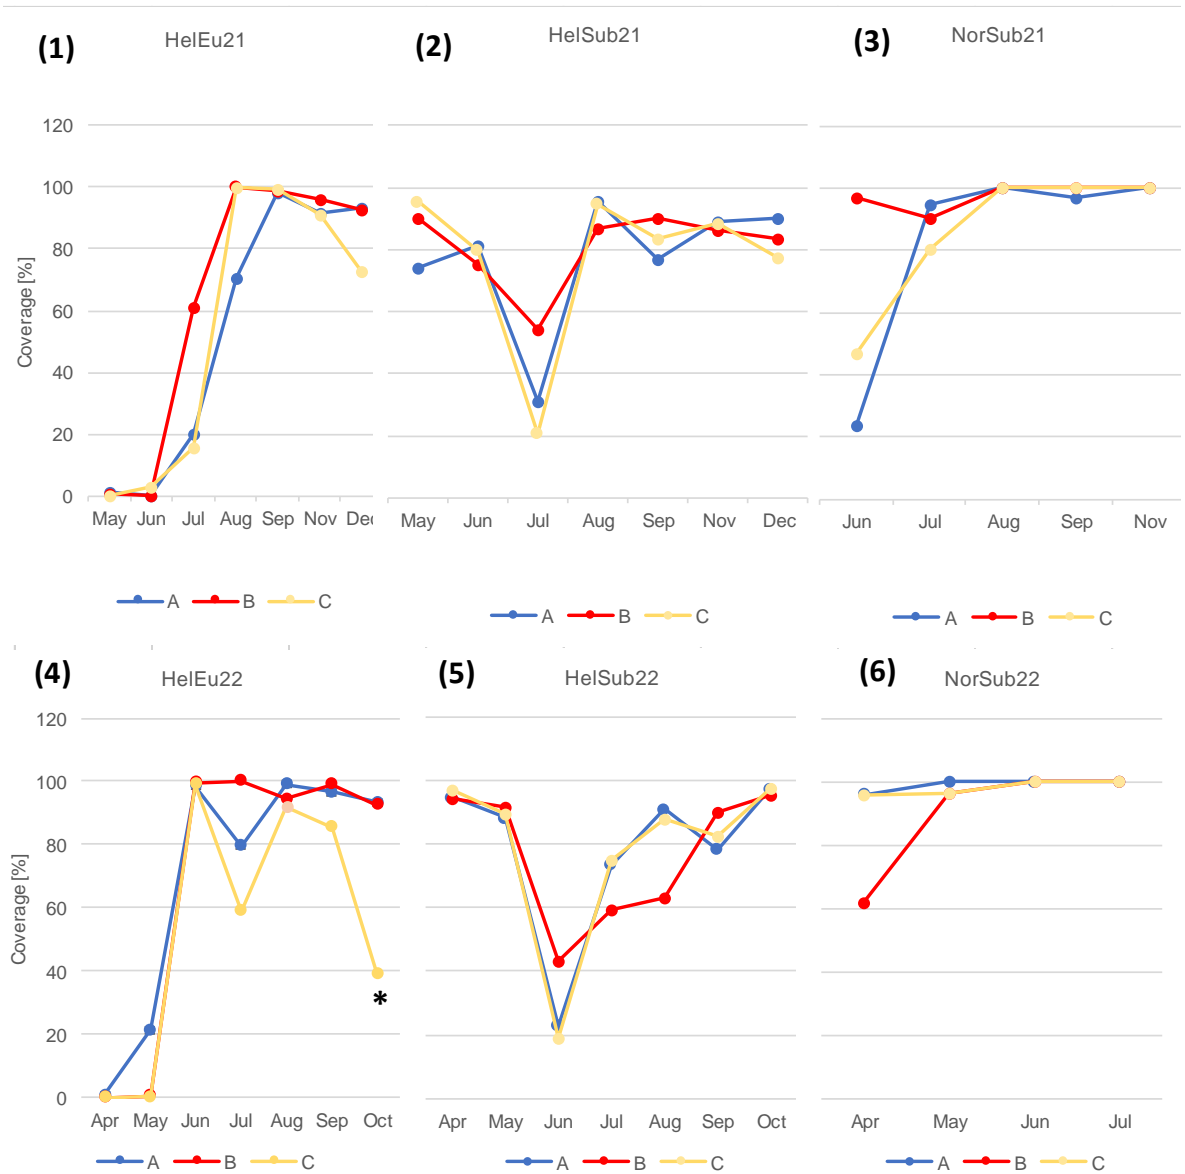 (1) HelEu21
(2) HelSub21
(3) NorSub21
Coverage [%]
120
100
80
60
40
20
0
May Jun Jul Aug Sep Nov Dec
May Jun Jul Aug Sep Nov Dec
Jun Jul Aug Sep Nov
A B C
A B C
A B C
(4) HelEu22
(5) HelSub22
(6) NorSub22
Coverage [%]
120
100
80
60
40
20
0
*
Apr May Jun Jul Aug Sep Oct
Apr May Jun Jul Aug Sep Oct
Apr May Jun Jul
A B C
A B C
A B C